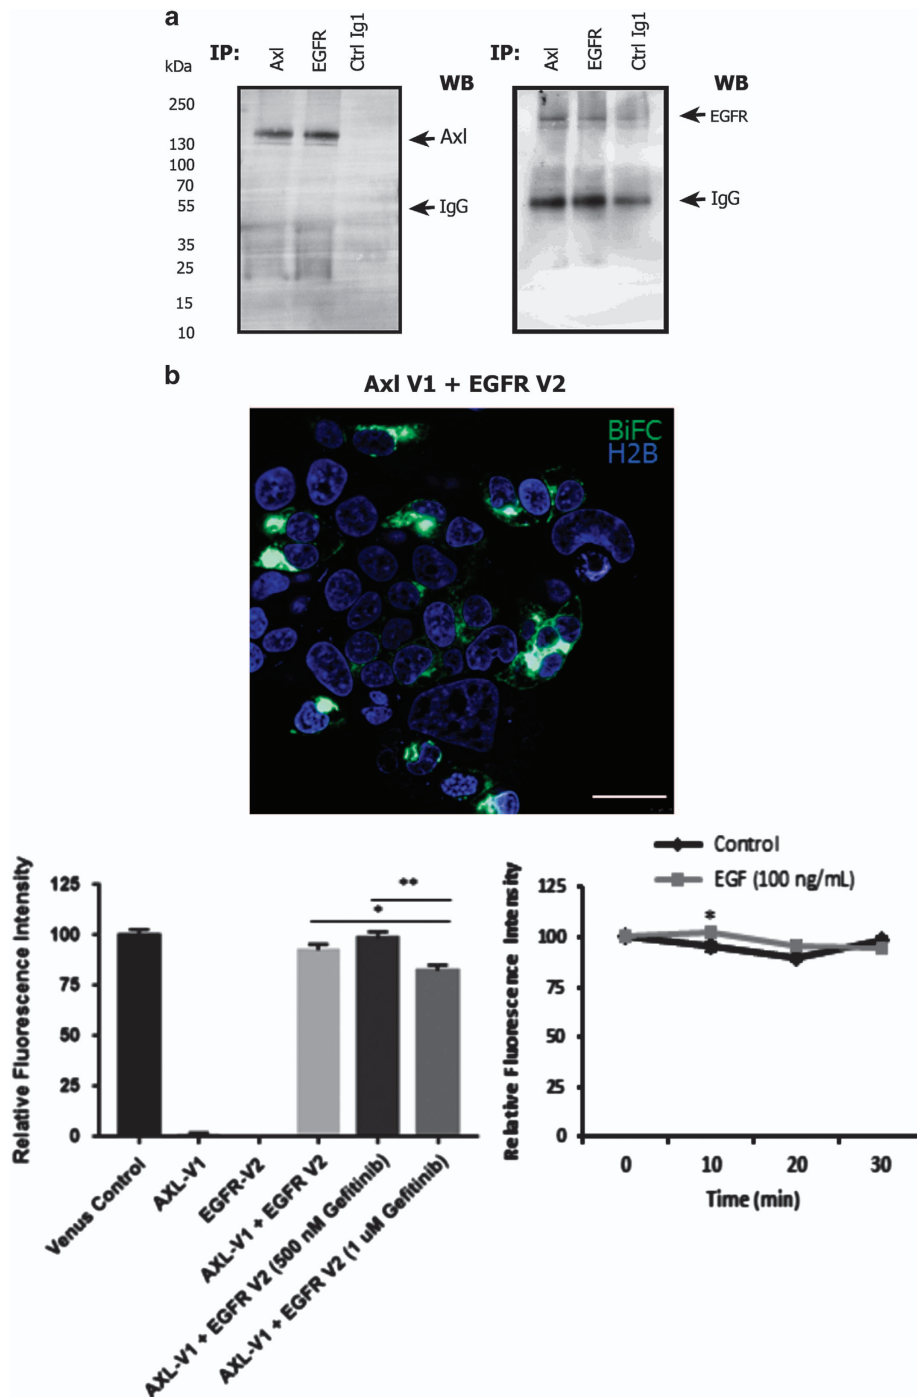 a
IP: Axl EGFR Ctrl Ig1
WB
kDa
250
130
100
70
55
35
25
15
10
Axl
IgG
IP: Axl EGFR Ctrl Ig1
WB
EGFR
IgG
b
Axl V1 + EGFR V2
BiFC
H2B
Relative Fluorescence Intensity
125
100
75
50
25
0
**
*
Venus Control
AXL-V1
EGFR-V2
AXL-V1 + EGFR V2
AXL-V1 + EGFR V2 (500 nM Gefitinib)
AXL-V1 + EGFR V2 (1 uM Gefitinib)
Control
EGF (100 ng/mL)
Relative Fluorescence Intensity
125
100
75
50
25
0
*
0 10 20 30
Time (min)